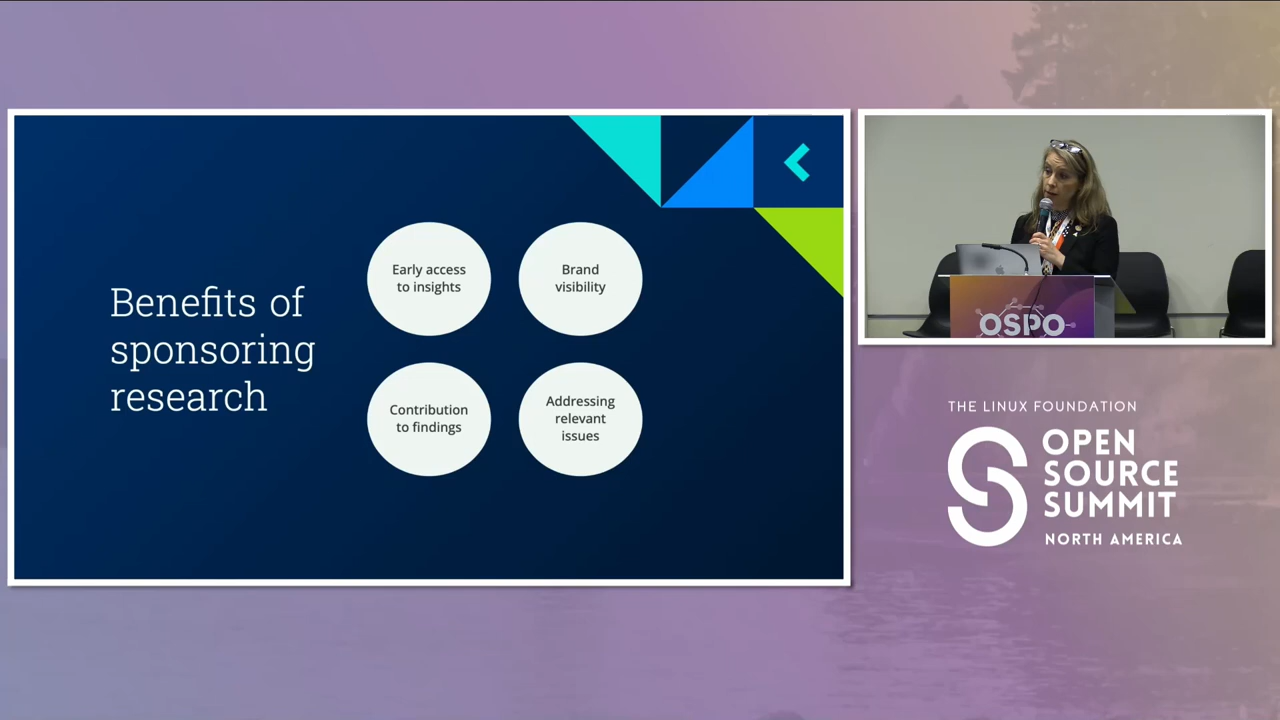 Benefits of
sponsoring
research
Early access
to insights
Brand
visibility
Contribution
to findings
Addressing
relevant
issues
OSPO
THE LINUX FOUNDATION
OPEN
SOURCE
SUMMIT
NORTH AMERICA